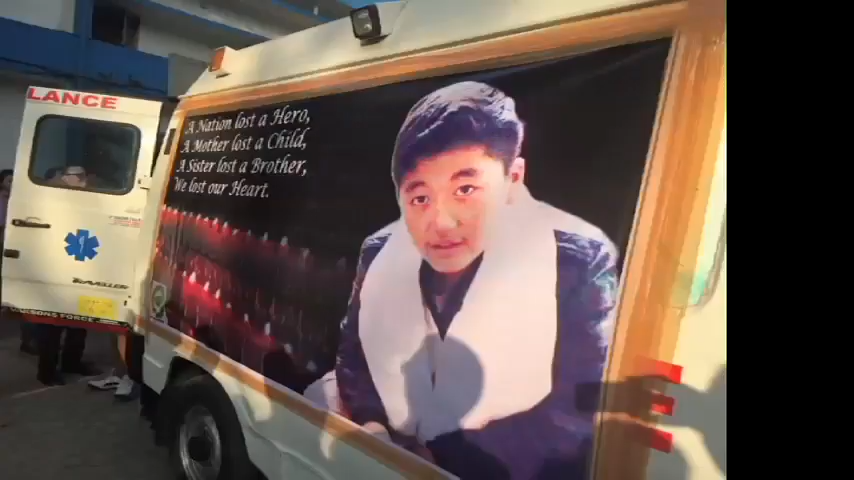 LANCE
A Nation lost a Hero,
A Mother lost a Child,
A Sister lost a Brother,
We lost our Heart.
TRAVELLER
FORCE